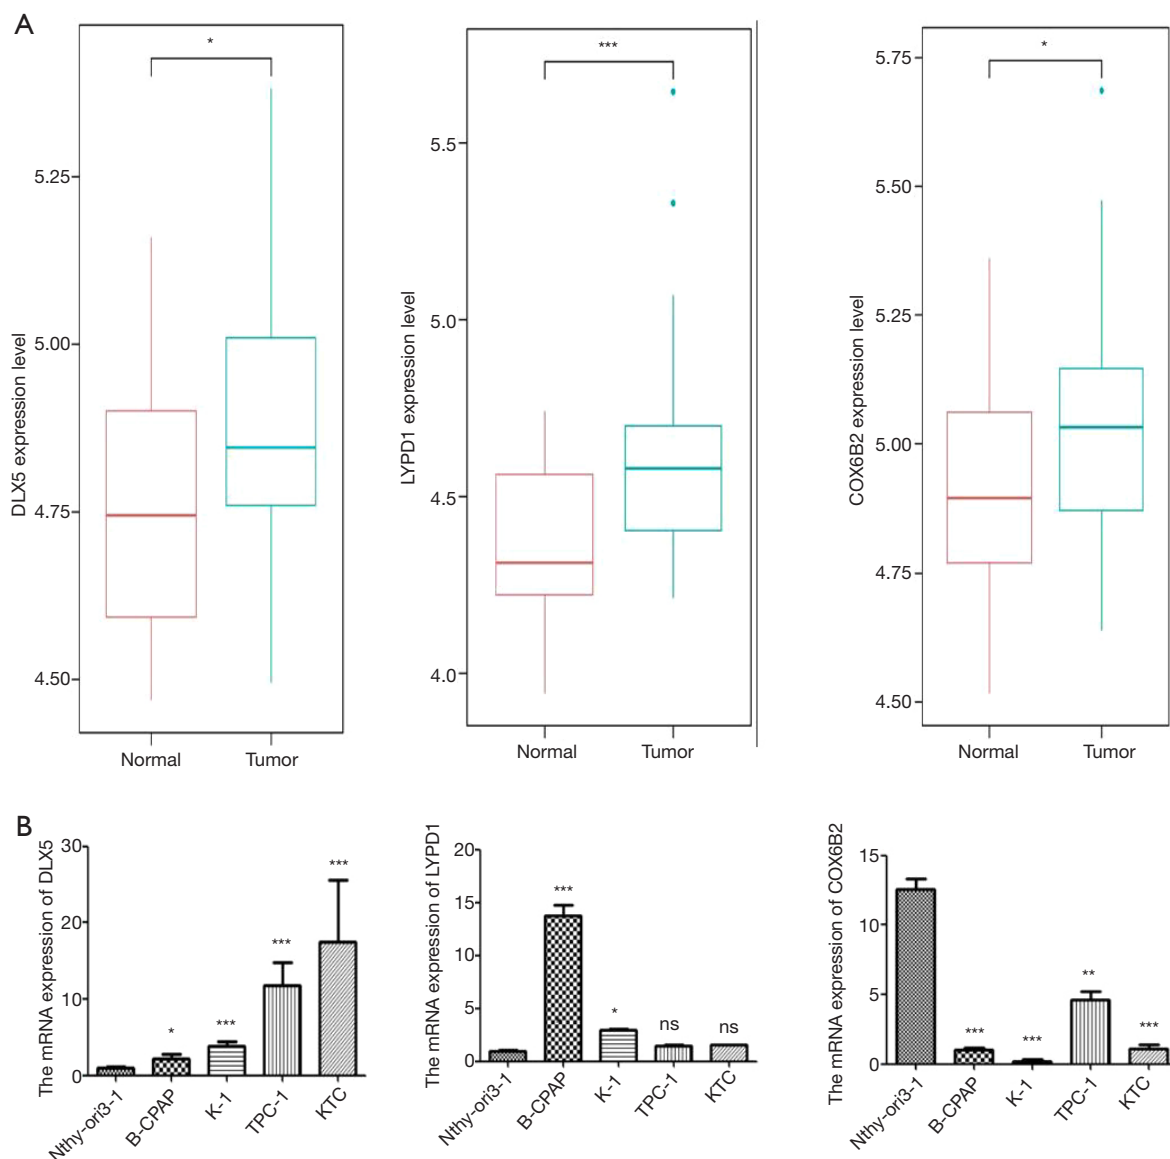 A
DLX5 expression level
5.25
5.00
4.75
4.50
*
Normal Tumor
LYPD1 expression level
5.5
5.0
4.5
4.0
***
Normal Tumor
COX6B2 expression level
5.75
5.50
5.25
5.00
4.75
4.50
*
Normal Tumor
B
The mRNA expression of DLX5
30
20
10
0
* *** *** ***
Nthy-ori3-1 B-CPAP K-1 TPC-1 KTC
The mRNA expression of LYPD1
20
15
10
5
0
*** * ns ns
Nthy-ori3-1 B-CPAP K-1 TPC-1 KTC
The mRNA expression of COX6B2
15
10
5
0
*** *** ** ***
Nthy-ori3-1 B-CPAP K-1 TPC-1 KTC